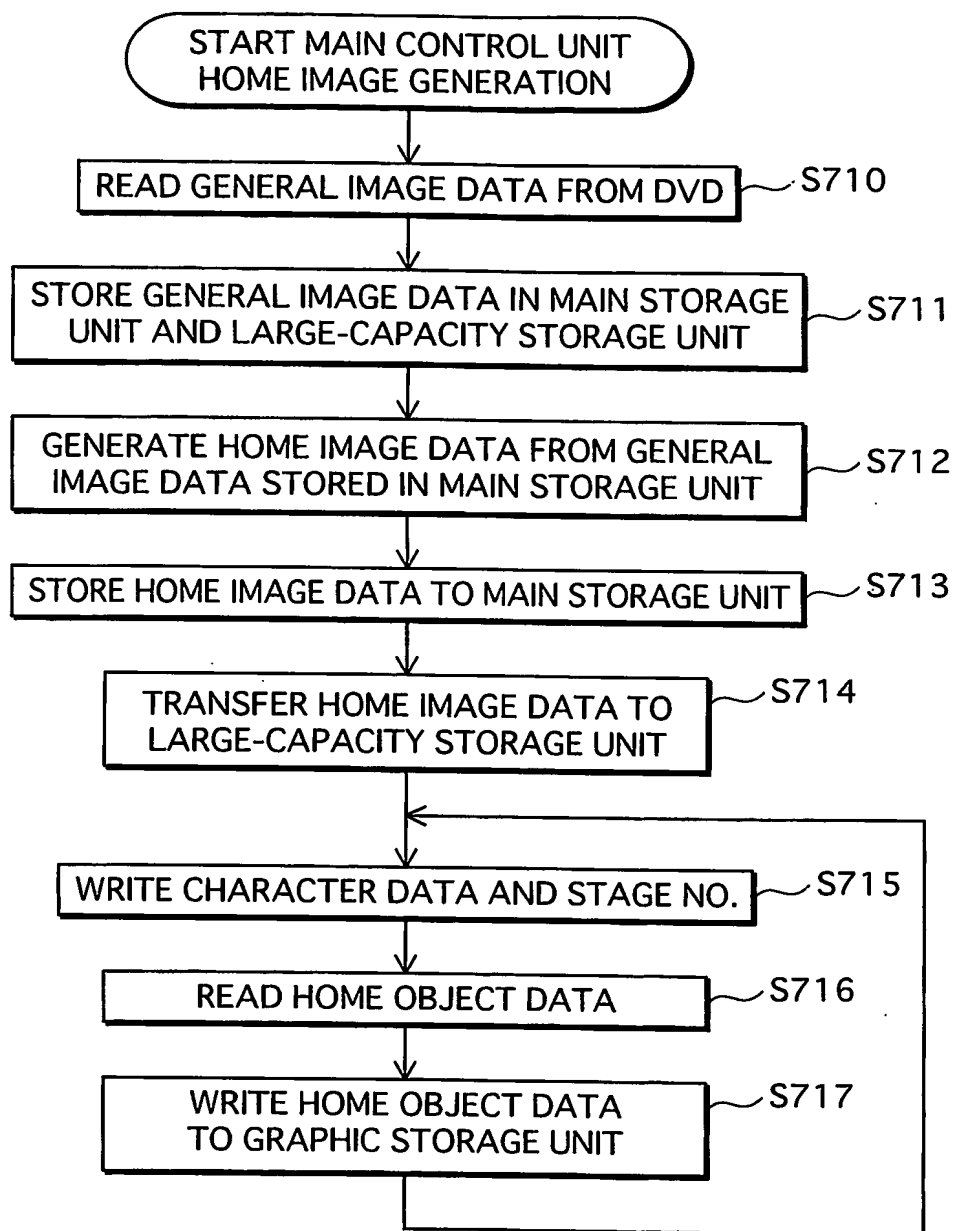 START MAIN CONTROL UNIT
HOME IMAGE GENERATION
READ GENERAL IMAGE DATA FROM DVD
S710
STORE GENERAL IMAGE DATA IN MAIN STORAGE
UNIT AND LARGE-CAPACITY STORAGE UNIT
S711
GENERATE HOME IMAGE DATA FROM GENERAL
IMAGE DATA STORED IN MAIN STORAGE UNIT
S712
STORE HOME IMAGE DATA TO MAIN STORAGE UNIT
S713
TRANSFER HOME IMAGE DATA TO
LARGE-CAPACITY STORAGE UNIT
S714
WRITE CHARACTER DATA AND STAGE NO.
S715
READ HOME OBJECT DATA
S716
WRITE HOME OBJECT DATA
TO GRAPHIC STORAGE UNIT
S717